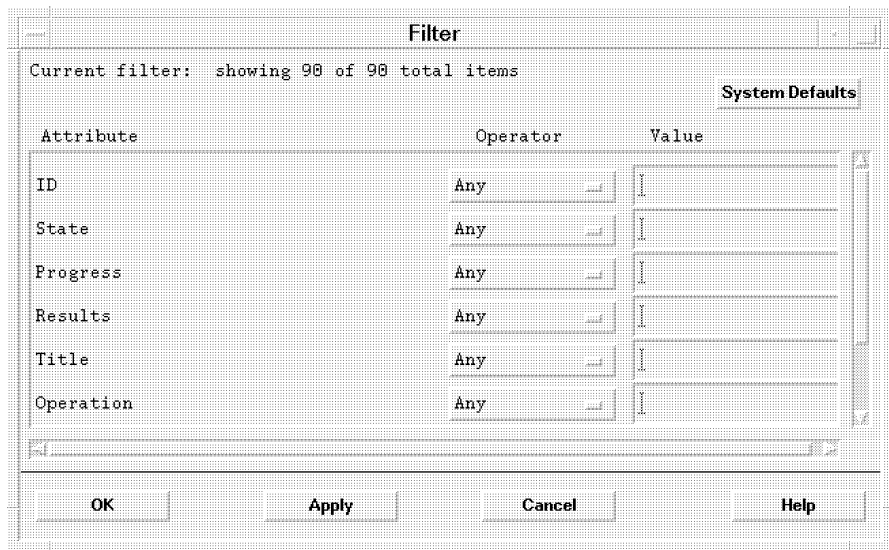 Filter
Current filter:  showing 90 of 90 total items
System Defaults
Attribute Operator Value
ID Any
State Any
Progress Any
Results Any
Title Any
Operation Any
OK Apply Cancel Help